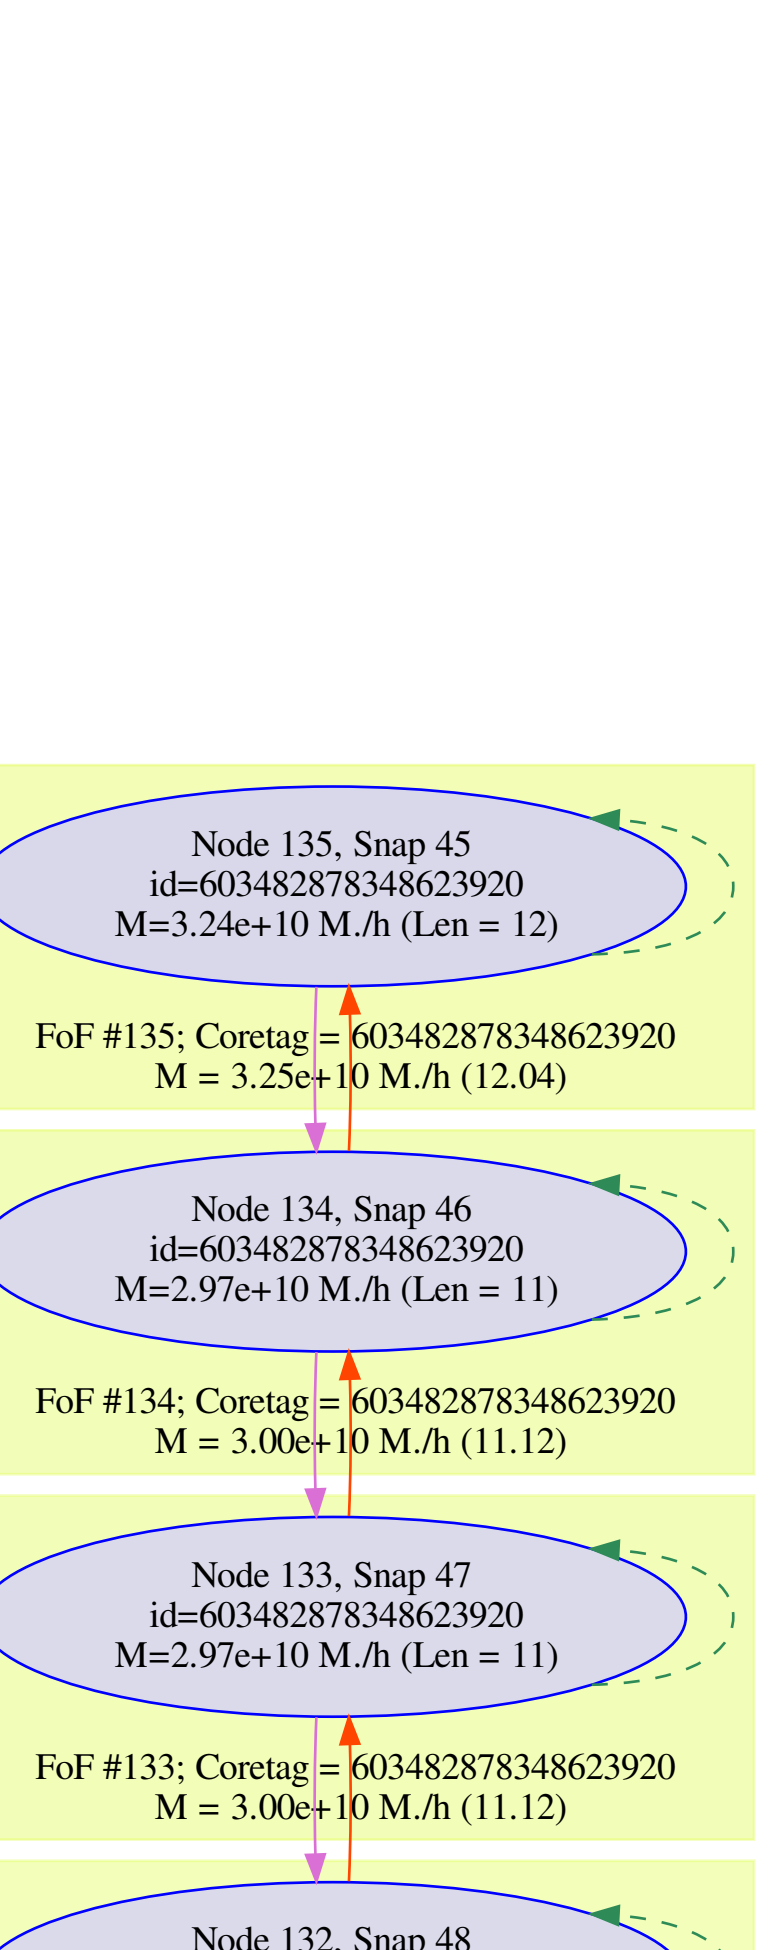 Node 135, Snap 45
id=603482878348623920
M=3.24e+10 M./h (Len = 12)
FoF #135; Coretag = 603482878348623920
M = 3.25e+10 M./h (12.04)
Node 134, Snap 46
id=603482878348623920
M=2.97e+10 M./h (Len = 11)
FoF #134; Coretag = 603482878348623920
M = 3.00e+10 M./h (11.12)
Node 133, Snap 47
id=603482878348623920
M=2.97e+10 M./h (Len = 11)
FoF #133; Coretag = 603482878348623920
M = 3.00e+10 M./h (11.12)
Node 132, Snap 48